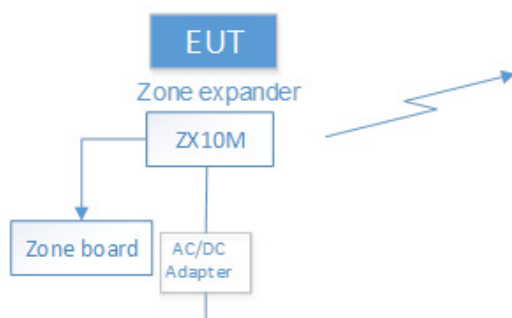 EUT
Zone expander
ZX10M
Zone board
AC/DC
Adapter